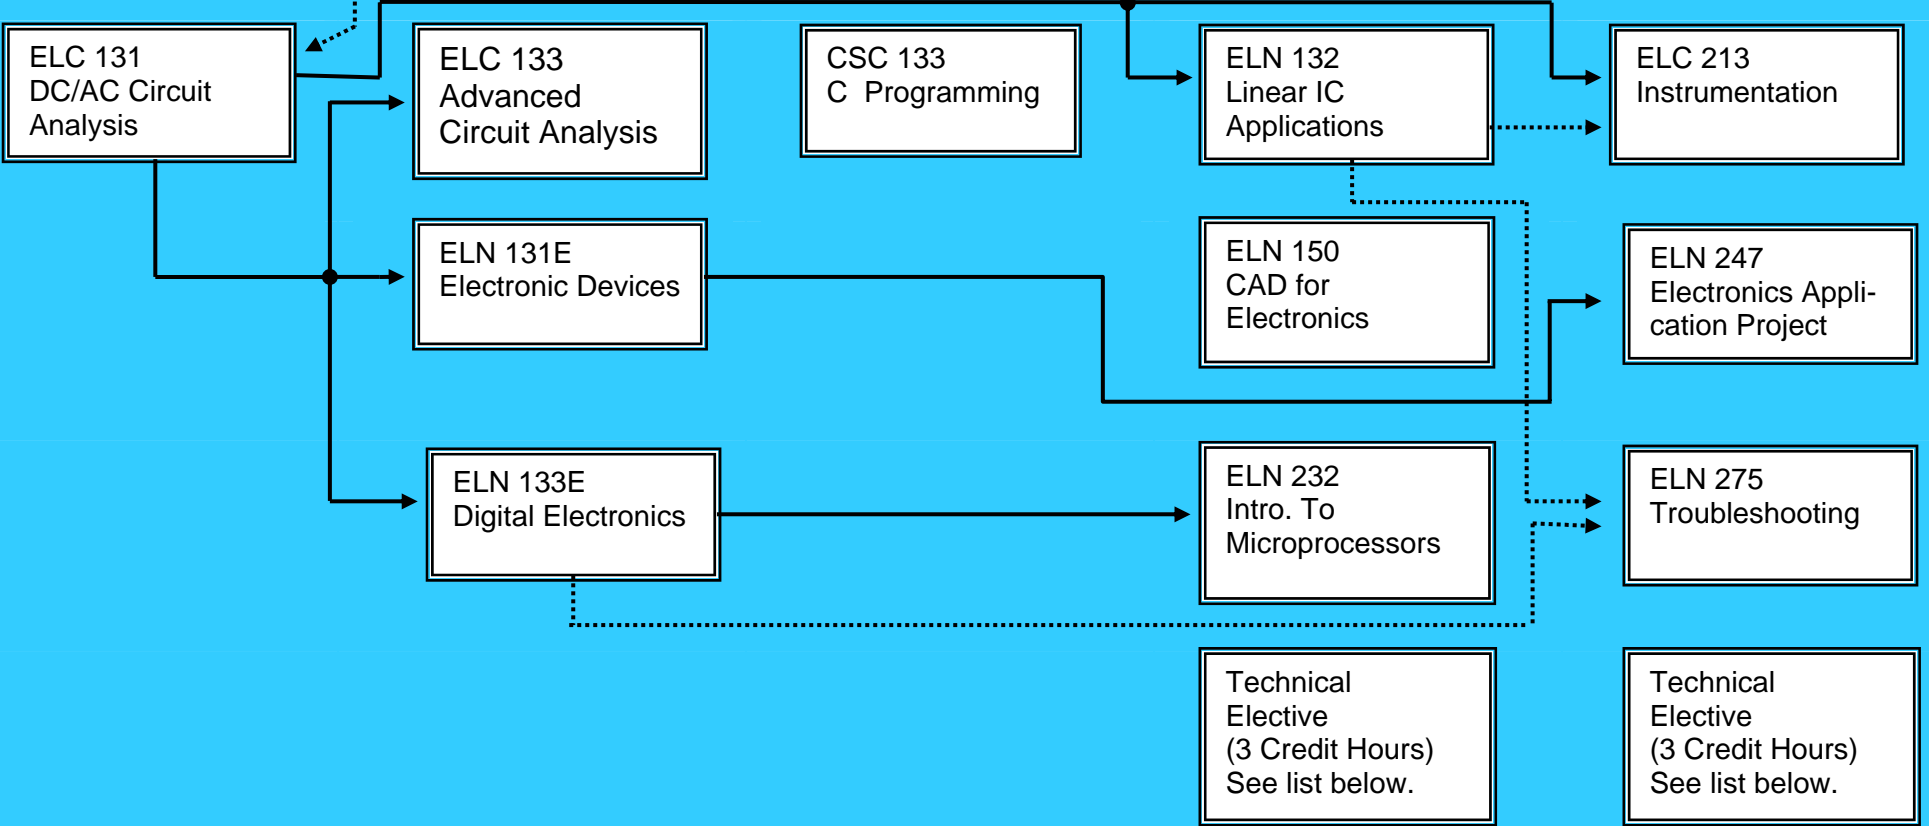 ELC 131
DC/AC Circuit
Analysis
ELC 133
Advanced
Circuit Analysis
CSC 133
C  Programming
ELN 132
Linear IC
Applications
ELC 213
Instrumentation
ELN 131E
Electronic Devices
ELN 150
CAD for
Electronics
ELN 247
Electronics Appli-
cation Project
ELN 133E
Digital Electronics
ELN 232
Intro. To
Microprocessors
ELN 275
Troubleshooting
Technical
Elective
(3 Credit Hours)
See list below.
Technical
Elective
(3 Credit Hours)
See list below.